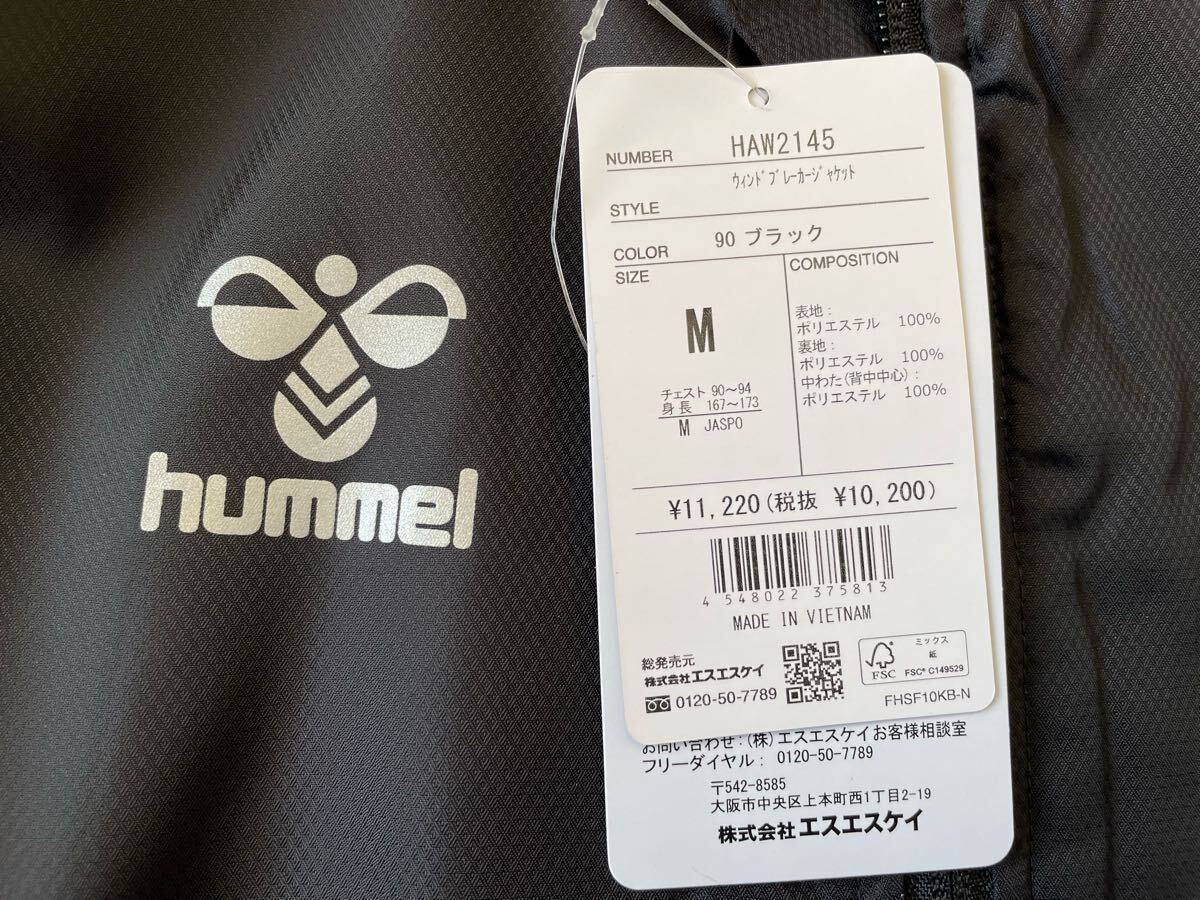 hummel
NUMBER HAW2145
ウィンドブレーカージャケット
STYLE
COLOR 90 ブラック
SIZE
M
チェスト 90〜94
身長 167〜173
M JASPO
COMPOSITION
表地:
ポリエステル 100%
裏地:
ポリエステル 100%
中わた(背中中心):
ポリエステル 100%
¥11,220(税抜 ¥10,200)
4 548022 375813
MADE IN VIETNAM
総発売元
株式会社エスエスケイ
0120-50-7789
FSC
ミックス
紙
FSC® C149529
FHSF10KB-N
お問い合わせ:(株)エスエスケイお客様相談室
フリーダイヤル: 0120-50-7789
〒542-8585
大阪市中央区上本町西1丁目2-19
株式会社エスエスケイ